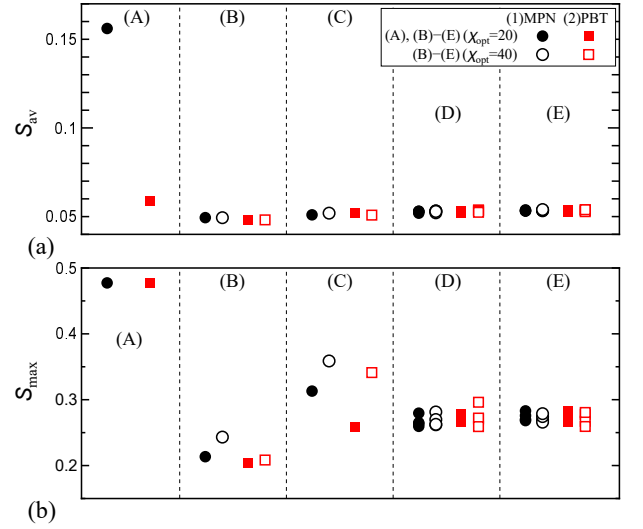 (1)MPN (2)PBT
(A), (B)−(E) (χopt=20)
(B)−(E) (χopt=40)
(A) (B) (C) (D) (E)
0.15
0.1
0.05
Sav
(a)
(A) (B) (C) (D) (E)
0.5
0.4
0.3
0.2
Smax
(b)